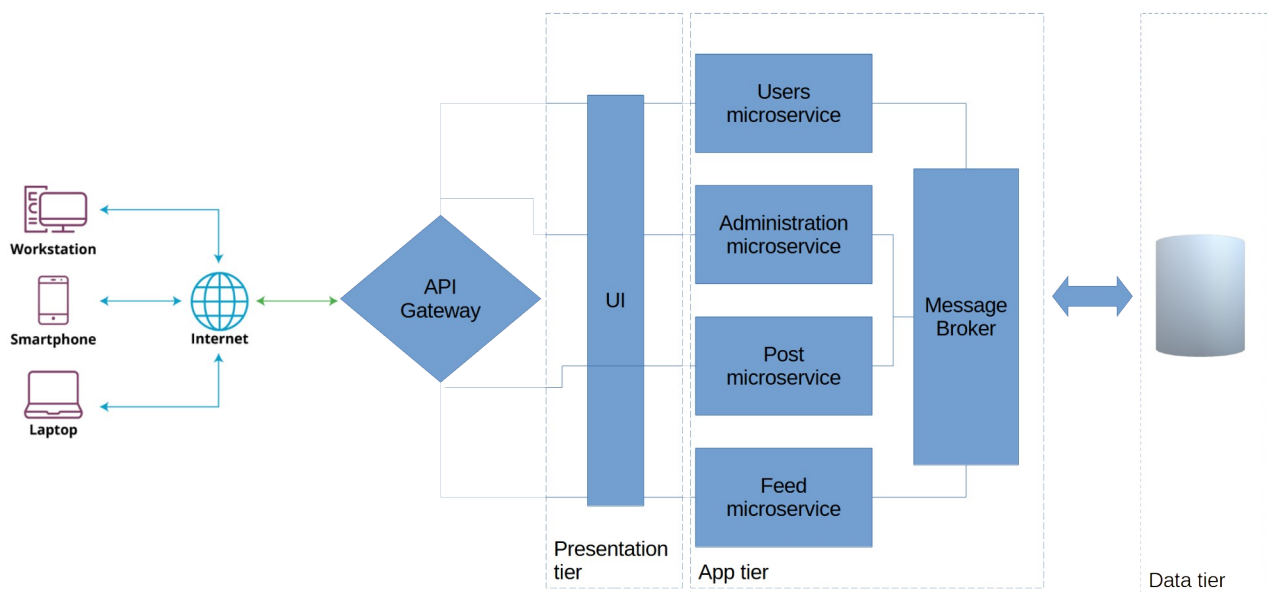 Workstation
Smartphone
Laptop
Internet
API
Gateway
UI
Presentation
tier
Users
microservice
Administration
microservice
Post
microservice
Feed
microservice
Message
Broker
App tier
Data tier